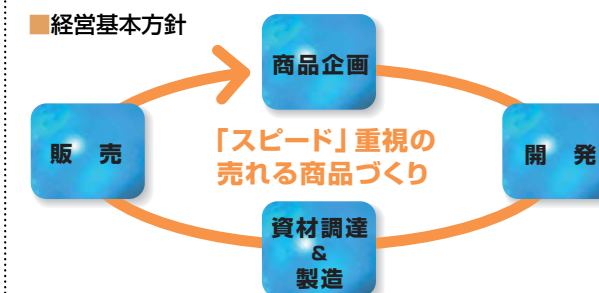 ■経営基本方針
商品企画
販 売
「スピード」重視の
売れる商品づくり
開 発
資材調達
&
製造